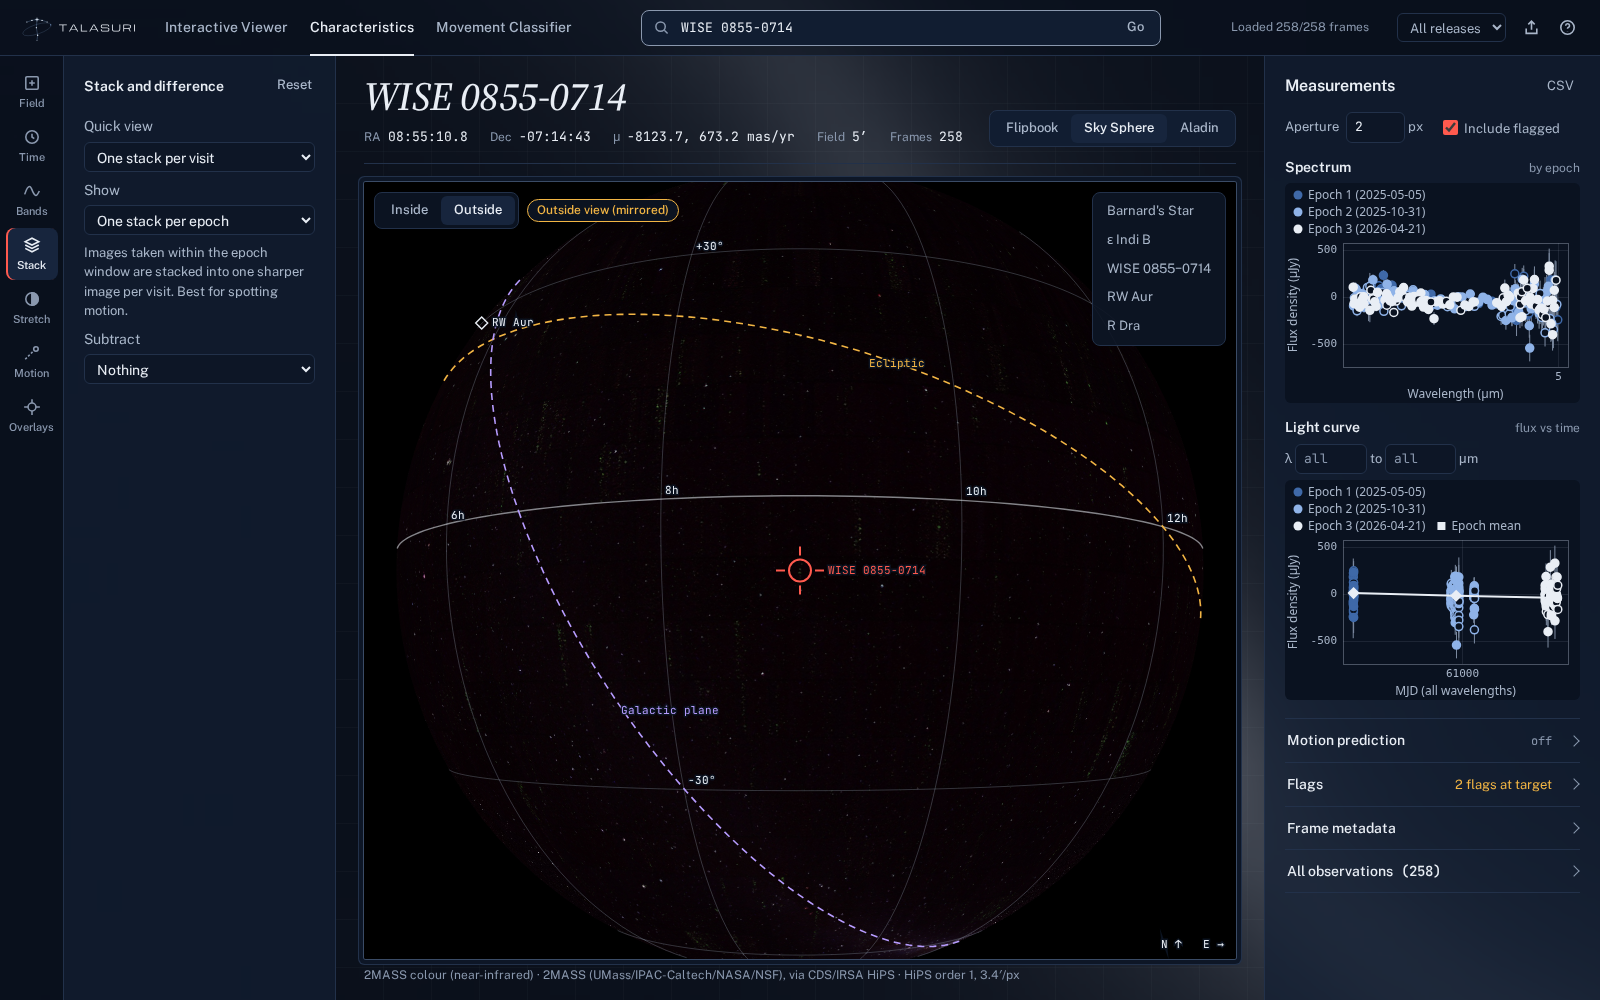 TALASURI
Interactive Viewer
Characteristics
Movement Classifier
WISE 0855-0714
Go
Loaded 258/258 frames
All releases
Field
Time
Bands
Stack
Stretch
Motion
Overlays
Stack and difference
Reset
Quick view
One stack per visit
Show
One stack per epoch
Images taken within the epoch
window are stacked into one sharper
image per visit. Best for spotting
motion.
Subtract
Nothing
WISE 0855-0714
RA 08:55:10.8 Dec -07:14:43 μ -8123.7, 673.2 mas/yr Field 5′ Frames 258
Flipbook
Sky Sphere
Aladin
Inside
Outside
Outside view (mirrored)
Barnard's Star
ε Indi B
WISE 0855−0714
RW Aur
R Dra
+30°
RW Aur
Ecliptic
8h
10h
6h
12h
WISE 0855-0714
Galactic plane
-30°
N ↑ E →
2MASS colour (near-infrared) · 2MASS (UMass/IPAC-Caltech/NASA/NSF), via CDS/IRSA HiPS · HiPS order 1, 3.4′/px
Measurements
CSV
Aperture 2 px
Include flagged
Spectrum
by epoch
Epoch 1 (2025-05-05)
Epoch 2 (2025-10-31)
Epoch 3 (2026-04-21)
500
0
-500
Flux density (μJy)
5
Wavelength (μm)
Light curve
flux vs time
λ all to all μm
Epoch 1 (2025-05-05)
Epoch 2 (2025-10-31)
Epoch 3 (2026-04-21)
Epoch mean
500
0
-500
Flux density (μJy)
61000
MJD (all wavelengths)
Motion prediction
off
Flags
2 flags at target
Frame metadata
All observations (258)